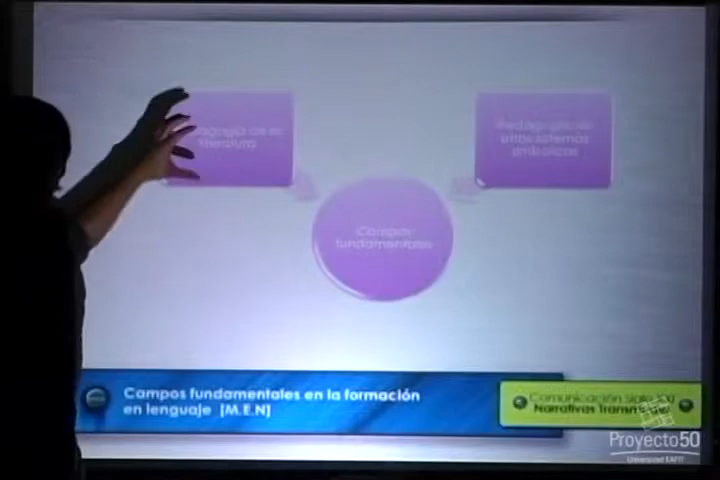 literatura
Pedagogía de
otros sistemas
simbólicos
Campos
fundamentales
Campos fundamentales en la formación
en lenguaje [M.E.N]
Comunicación siglo XXI
Narrativas Transmedia
Proyecto50
Universidad EAFIT